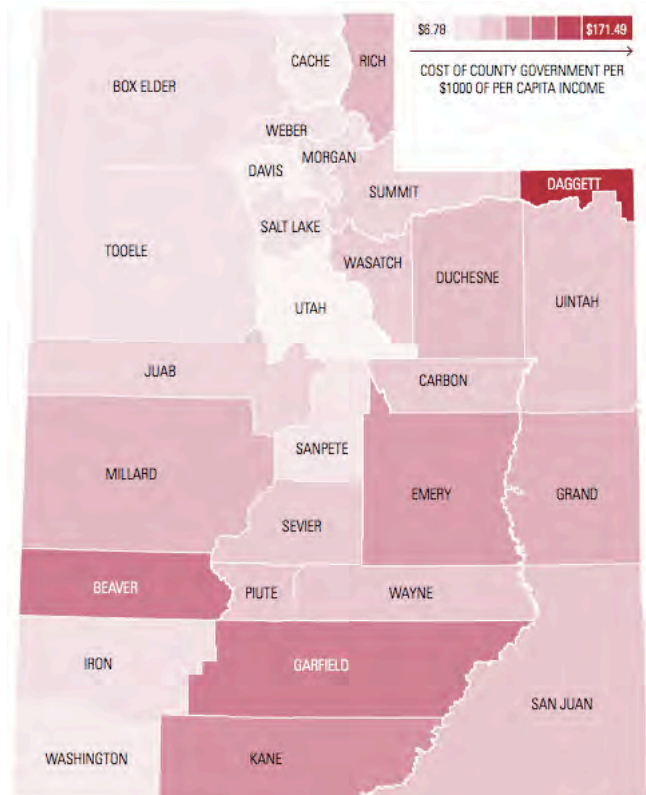 $6.78 $171.49
COST OF COUNTY GOVERNMENT PER
$1000 OF PER CAPITA INCOME
CACHE
RICH
BOX ELDER
WEBER
MORGAN
DAVIS
SUMMIT
DAGGETT
SALT LAKE
TOOELE
WASATCH
DUCHESNE
UINTAH
UTAH
JUAB
CARBON
SANPETE
MILLARD
EMERY
GRAND
SEVIER
BEAVER
PIUTE
WAYNE
IRON
GARFIELD
SAN JUAN
WASHINGTON
KANE